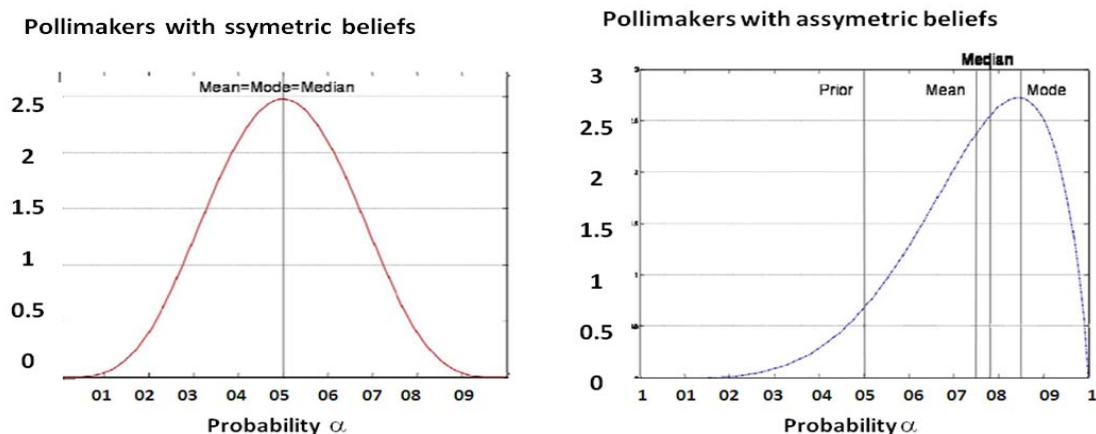 Pollimakers with ssymetric beliefs
Mean=Mode=Median
2.5
2
1.5
1
0.5
0
01 02 03 04 05 06 07 08 09
Probability α
Pollimakers with assymetric beliefs
Median
Prior Mean Mode
3
2.5
2
1.5
1
0.5
0
1 01 02 03 04 05 06 07 08 09 1
Probability α